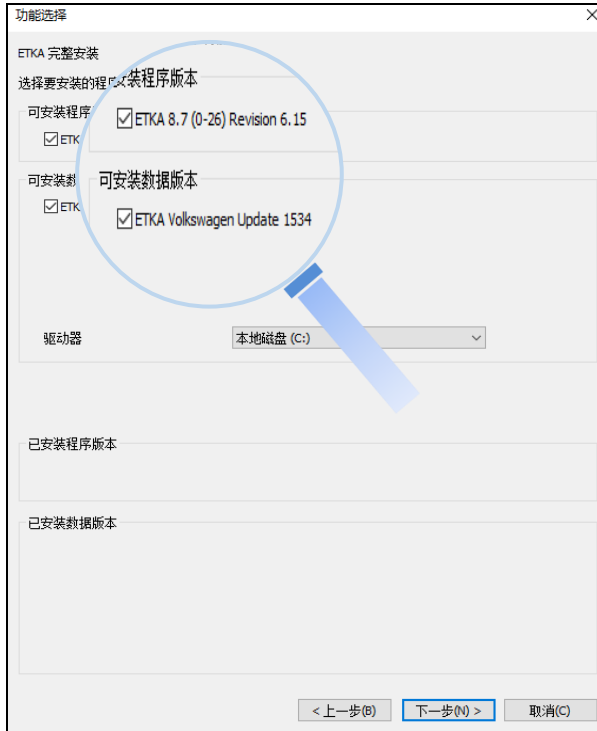 功能选择
ETKA 完整安装
选择要安装的程
装程序版本
可安装程序
ETKA 8.7 (0-26) Revision 6.15
ETK
可安装数
可安装数据版本
ETK
ETKA Volkswagen Update 1534
驱动器
本地磁盘 (C:)
已安装程序版本
已安装数据版本
< 上一步(B)
下一步(N) >
取消(C)